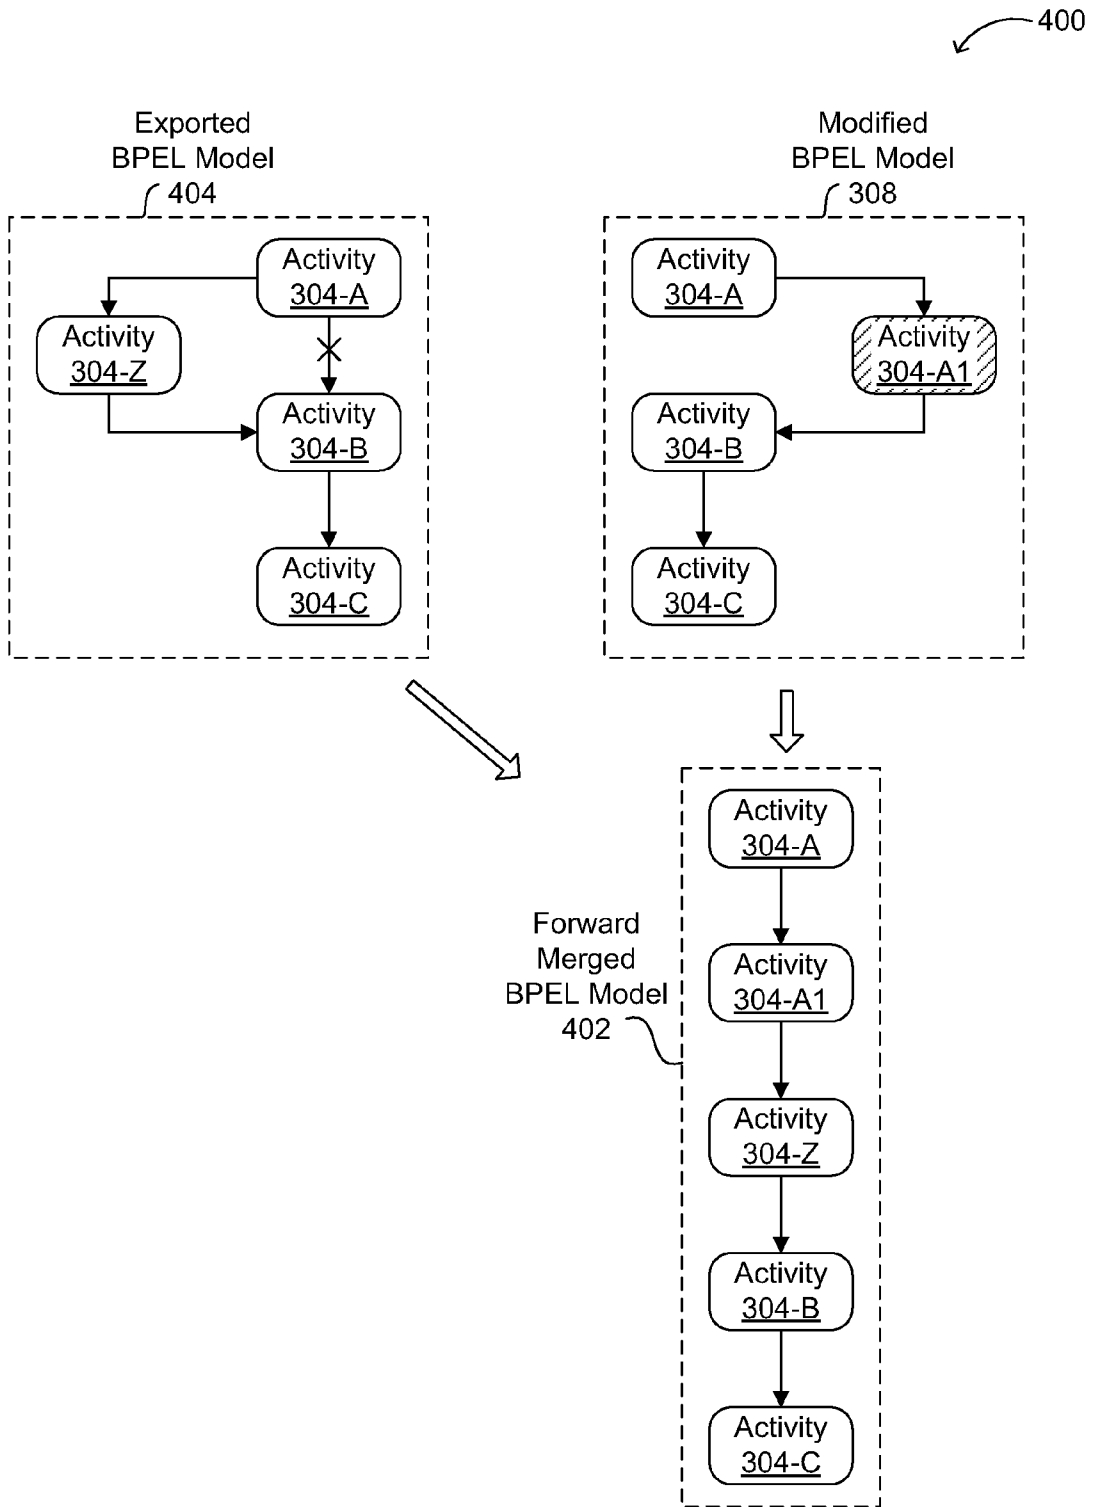 400
Exported
BPEL Model
404
Activity
304-A
Activity
304-Z
Activity
304-B
Activity
304-C
Modified
BPEL Model
308
Activity
304-A
Activity
304-A1
Activity
304-B
Activity
304-C
Forward
Merged
BPEL Model
402
Activity
304-A
Activity
304-A1
Activity
304-Z
Activity
304-B
Activity
304-C